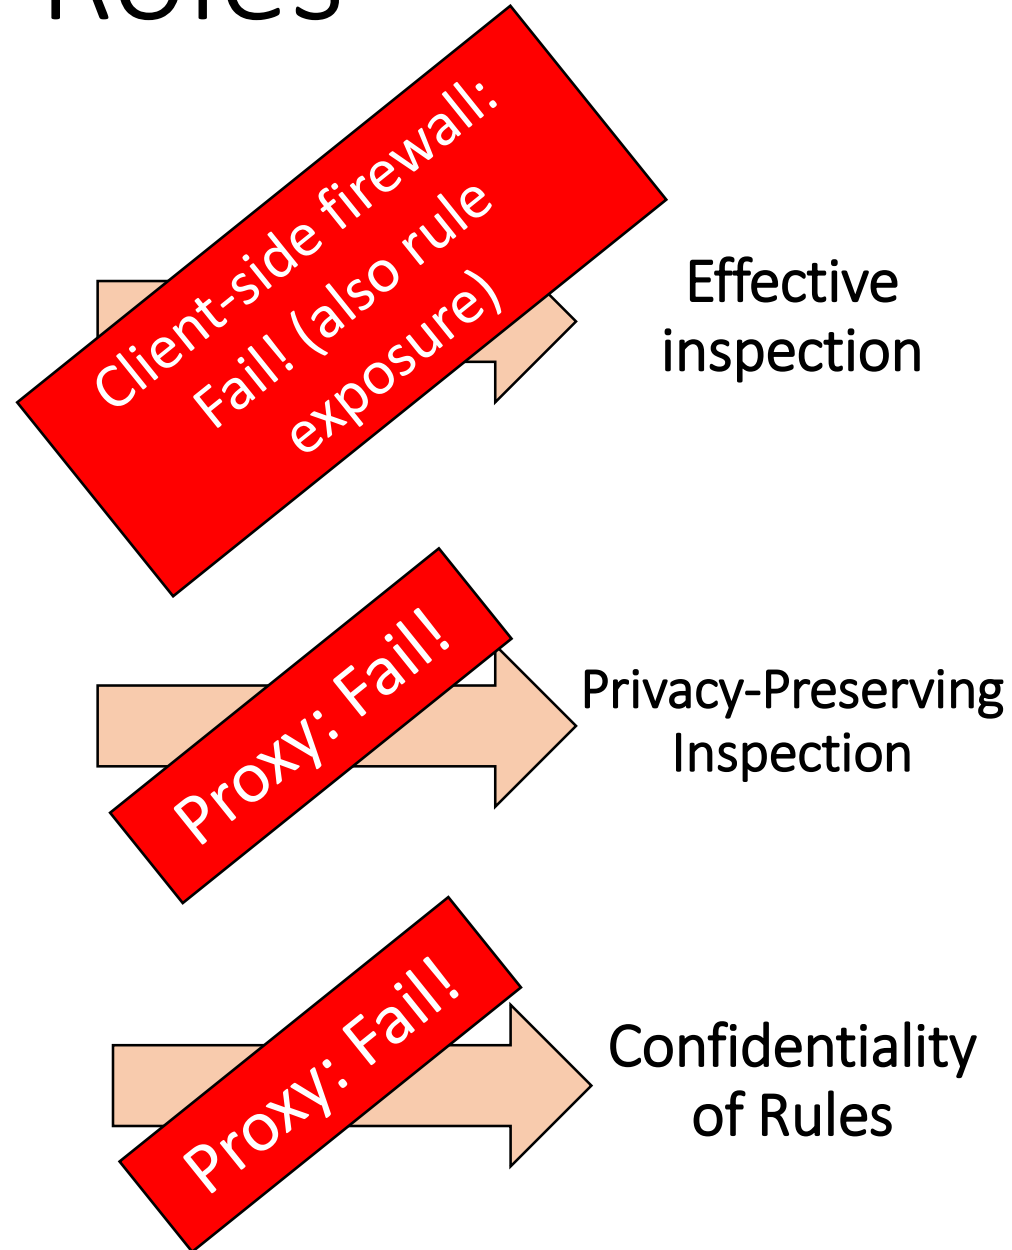 Client-side firewall:
Fail! (also rule
exposure)
Effective
inspection
Proxy: Fail!
Privacy-Preserving
Inspection
Proxy: Fail!
Confidentiality
of Rules